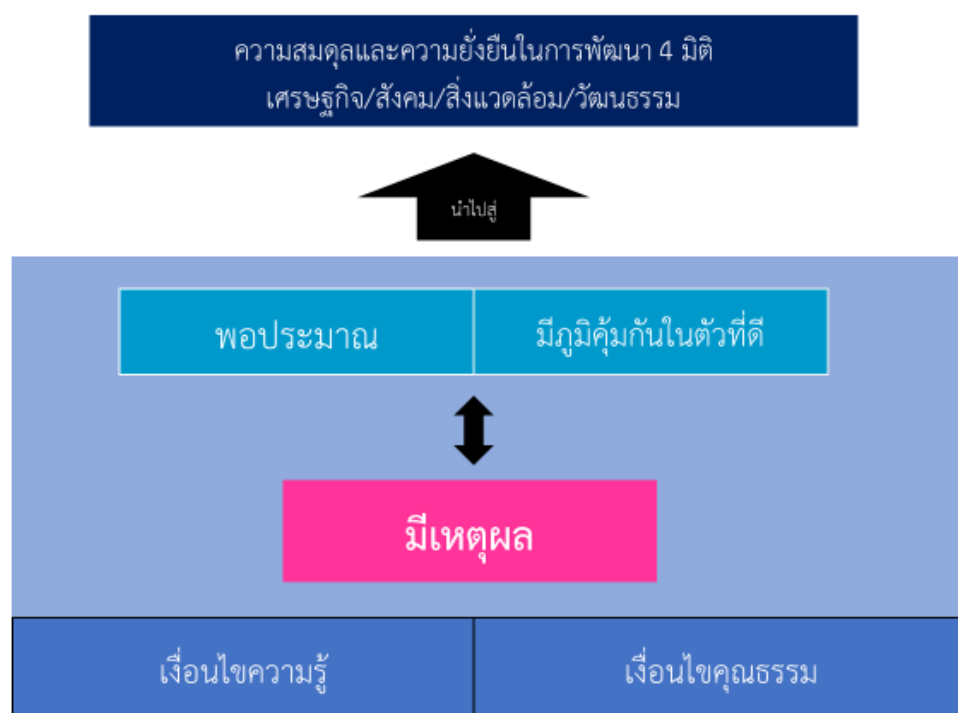 ความสมดุลและความยั่งยืนในการพัฒนา 4 มิติ
เศรษฐกิจ/สังคม/สิ่งแวดล้อม/วัฒนธรรม
นำไปสู่
พอประมาณ
มีภูมิคุ้มกันในตัวที่ดี
มีเหตุผล
เงื่อนไขความรู้
เงื่อนไขคุณธรรม